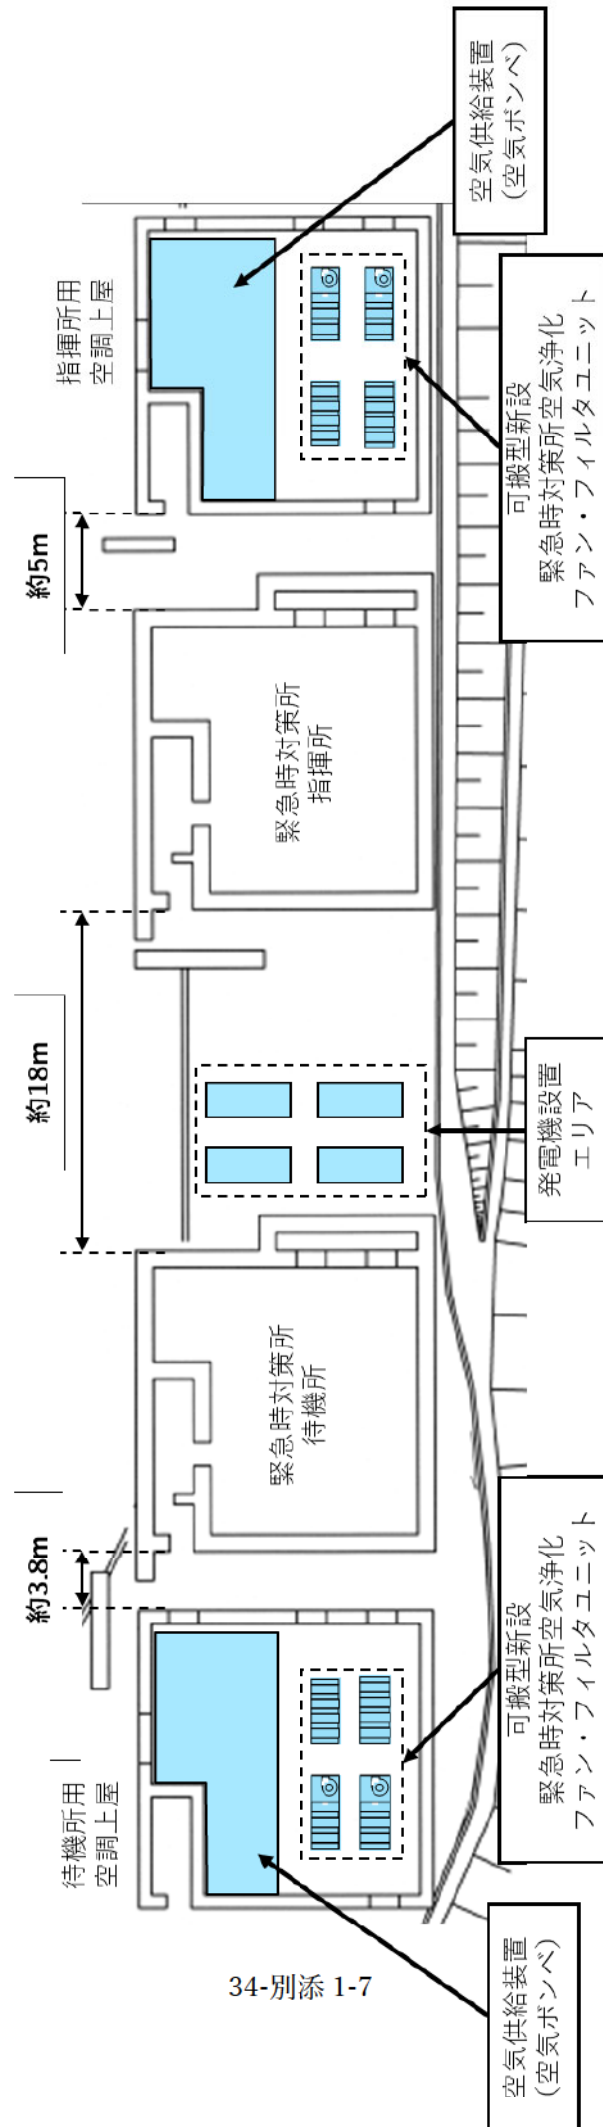 空気供給装置
(空気ボンベ)
指揮所用
空調上屋
可搬型新設
緊急時対策所空気浄化
ファン・フィルタユニット
約5m
緊急時対策所
指揮所
約18m
発電機設置
エリア
緊急時対策所
待機所
約3.8m
可搬型新設
緊急時対策所空気浄化
ファン・フィルタユニット
待機所用
空調上屋
空気供給装置
(空気ボンベ)
34-別添 1-7